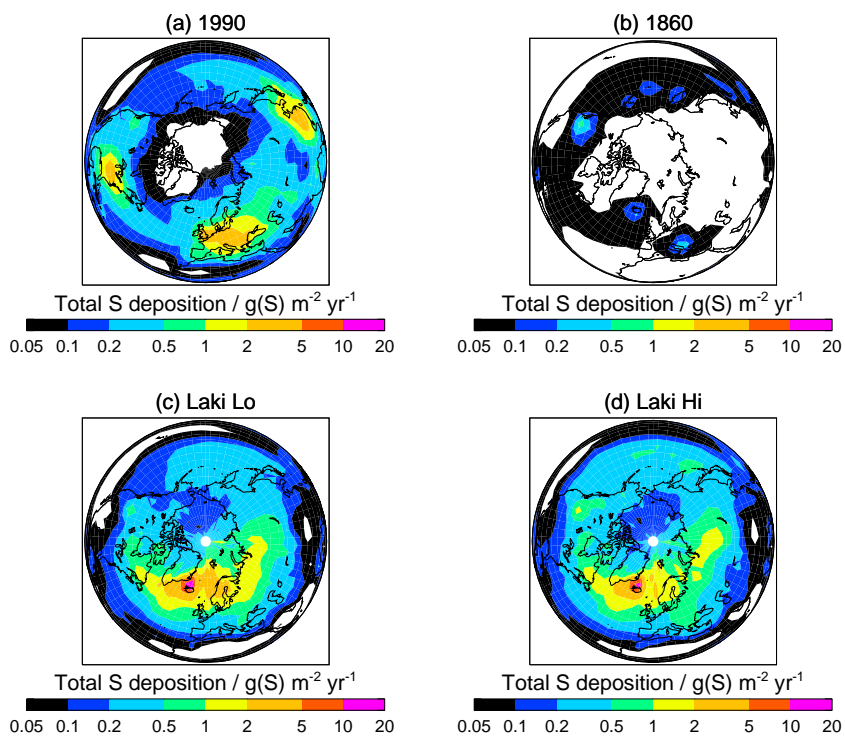 (a) 1990
(b) 1860
Total S deposition / g(S) m⁻² yr⁻¹
0.05 0.1 0.2 0.5 1 2 5 10 20
Total S deposition / g(S) m⁻² yr⁻¹
0.05 0.1 0.2 0.5 1 2 5 10 20
(c) Laki Lo
(d) Laki Hi
Total S deposition / g(S) m⁻² yr⁻¹
0.05 0.1 0.2 0.5 1 2 5 10 20
Total S deposition / g(S) m⁻² yr⁻¹
0.05 0.1 0.2 0.5 1 2 5 10 20